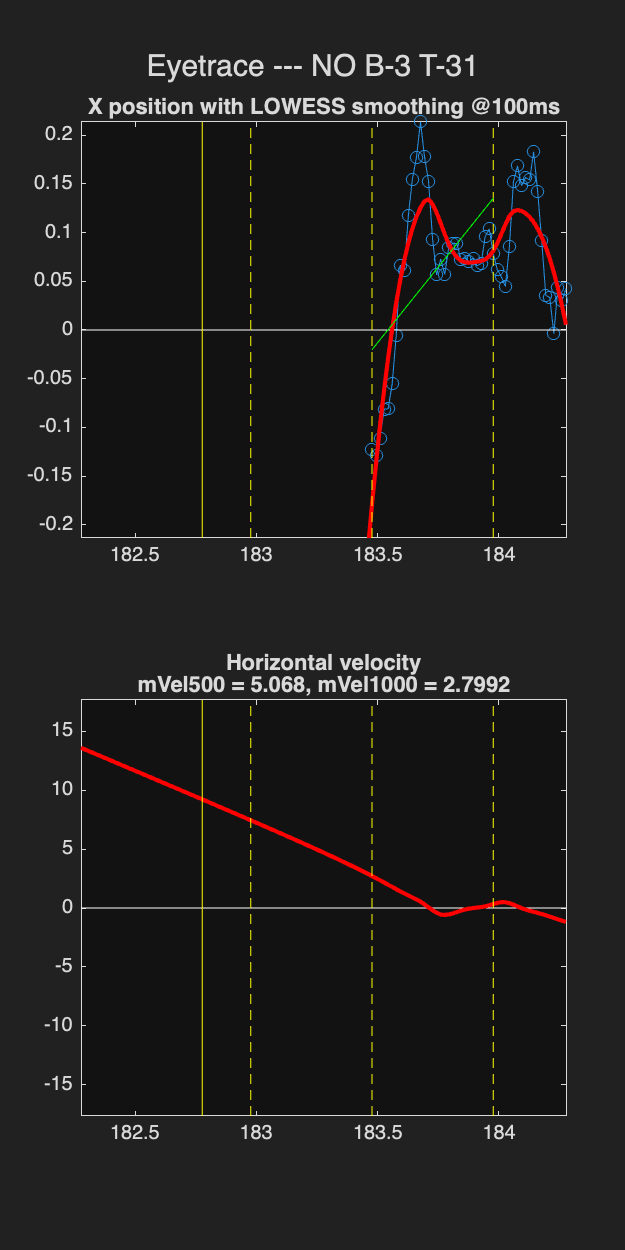 Eyetrace --- NO B-3 T-31
X position with LOWESS smoothing @100ms
0.2
0.15
0.1
0.05
0
-0.05
-0.1
-0.15
-0.2
182.5 183 183.5 184
Horizontal velocity
mVel500 = 5.068, mVel1000 = 2.7992
15
10
5
0
-5
-10
-15
182.5 183 183.5 184